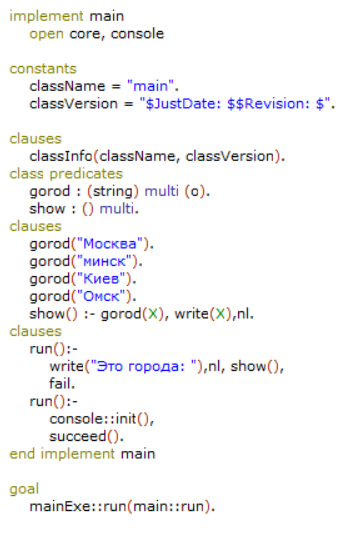 implement main
    open core, console

constants
    className = "main".
    classVersion = "$JustDate: $$Revision: $".

clauses
    classInfo(className, classVersion).
class predicates
    gorod : (string) multi (o).
    show : () multi.
clauses
    gorod("Москва").
    gorod("минск").
    gorod("Киев").
    gorod("Омск").
    show() :- gorod(X), write(X),nl.
clauses
    run():-
        write("Это города: "),nl, show(),
        fail.
    run():-
        console::init(),
        succeed().
end implement main

goal
    mainExe::run(main::run).